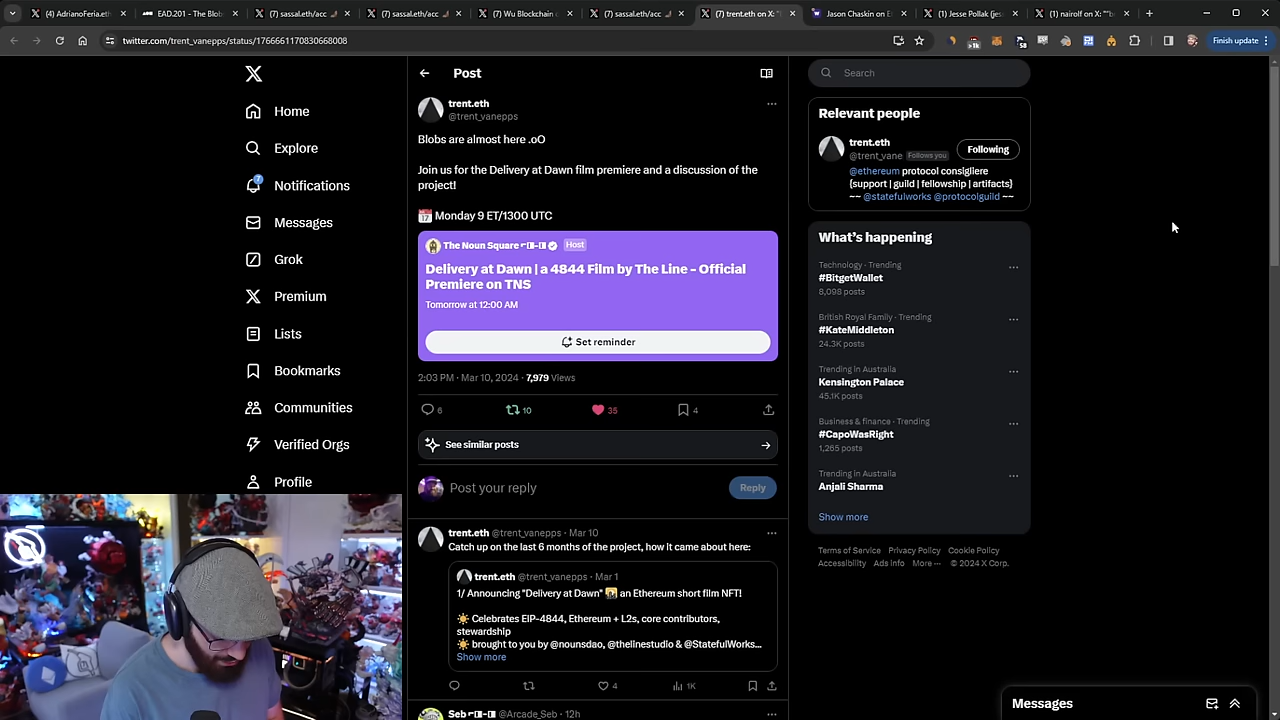 (4) AdrianoFeria.eth
EAD.201 - The Blob
(7) sassal.eth/acc
(7) sassal.eth/acc
(7) Wu Blockchain
(7) sassal.eth/acc
(7) trent.eth on X: "
Jason Chaskin on E
(1) Jesse Pollak (jes
(1) nairolf on X: "
twitter.com/trent_vanepps/status/1766661170830668008
Finish update
Home
Explore
Notifications
7
Messages
Grok
Premium
Lists
Bookmarks
Communities
Verified Orgs
Profile
Post
trent.eth
@trent_vanepps
Blobs are almost here .oO
Join us for the Delivery at Dawn film premiere and a discussion of the
project!
Monday 9 ET/1300 UTC
The Noun Square Host
Delivery at Dawn | a 4844 Film by The Line - Official
Premiere on TNS
Tomorrow at 12:00 AM
Set reminder
2:03 PM · Mar 10, 2024 · 7,979 Views
6 10 35 4
See similar posts
Post your reply
Reply
trent.eth @trent_vanepps · Mar 10
Catch up on the last 6 months of the project, how it came about here:
trent.eth @trent_vanepps · Mar 1
1/ Announcing "Delivery at Dawn" an Ethereum short film NFT!
Celebrates EIP-4844, Ethereum + L2s, core contributors,
stewardship
brought to you by @nounsdao, @thelinestudio & @StatefulWorks...
Show more
4 1K
Seb @Arcade_Seb · 12h
Search
Relevant people
trent.eth
@trent_vane Follows you
Following
@ethereum protocol consigliere
{support | guild | fellowship | artifacts}
~~ @statefulworks @protocolguild ~~
What's happening
Technology · Trending
#BitgetWallet
8,098 posts
British Royal Family · Trending
#KateMiddleton
24.3K posts
Trending in Australia
Kensington Palace
45.1K posts
Business & finance · Trending
#CapoWasRight
1,265 posts
Trending in Australia
Anjali Sharma
Show more
Terms of Service Privacy Policy Cookie Policy
Accessibility Ads info More ··· © 2024 X Corp.
Messages